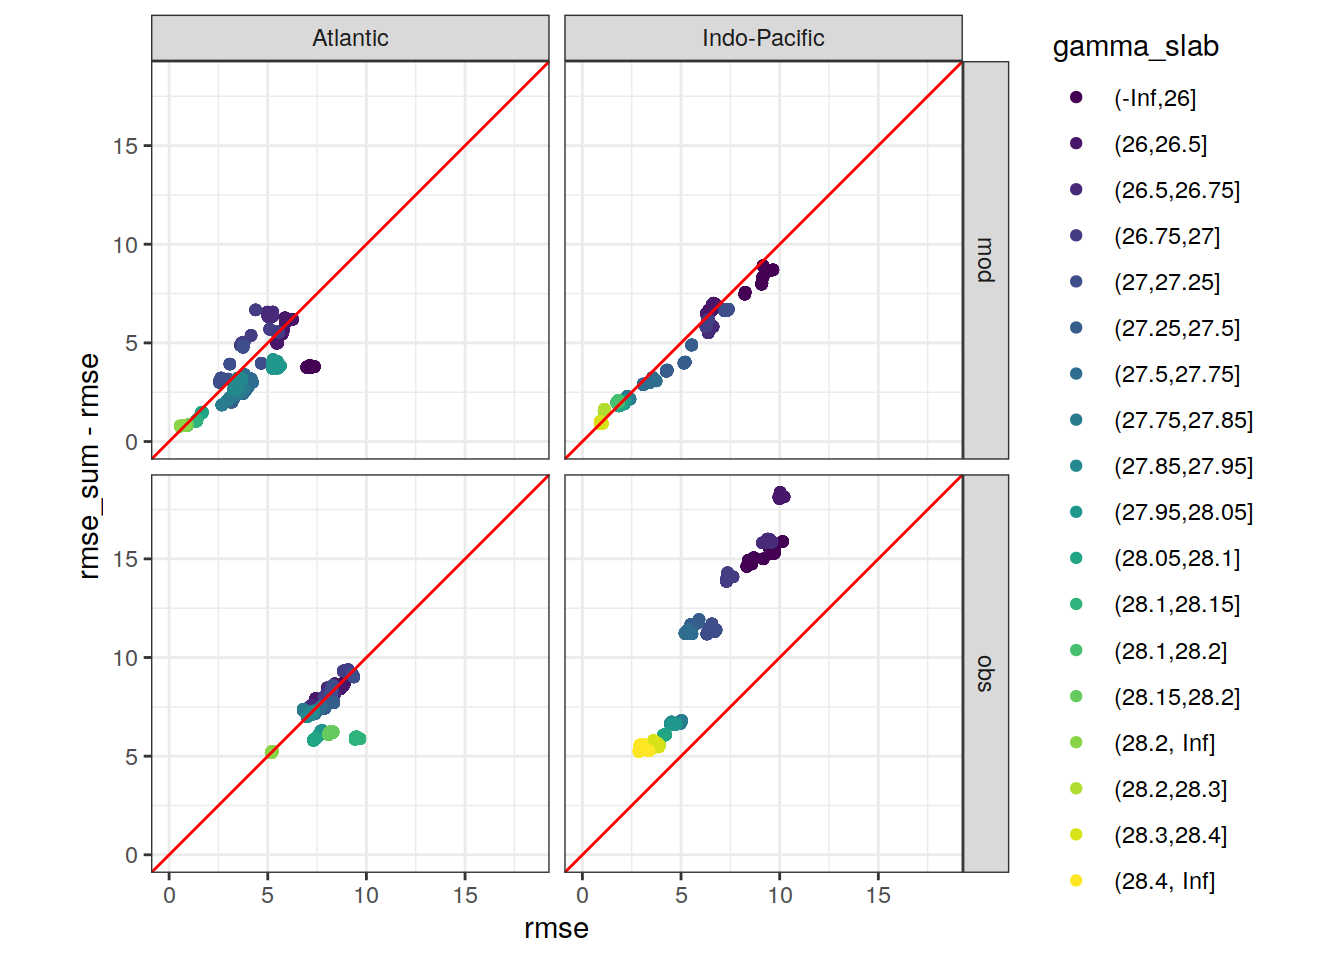 Atlantic
Indo-Pacific
mod
obs
15
10
5
0
15
10
5
0
0 5 10 15
0 5 10 15
rmse
rmse_sum - rmse
gamma_slab
(-Inf,26]
(26,26.5]
(26.5,26.75]
(26.75,27]
(27,27.25]
(27.25,27.5]
(27.5,27.75]
(27.75,27.85]
(27.85,27.95]
(27.95,28.05]
(28.05,28.1]
(28.1,28.15]
(28.1,28.2]
(28.15,28.2]
(28.2, Inf]
(28.2,28.3]
(28.3,28.4]
(28.4, Inf]